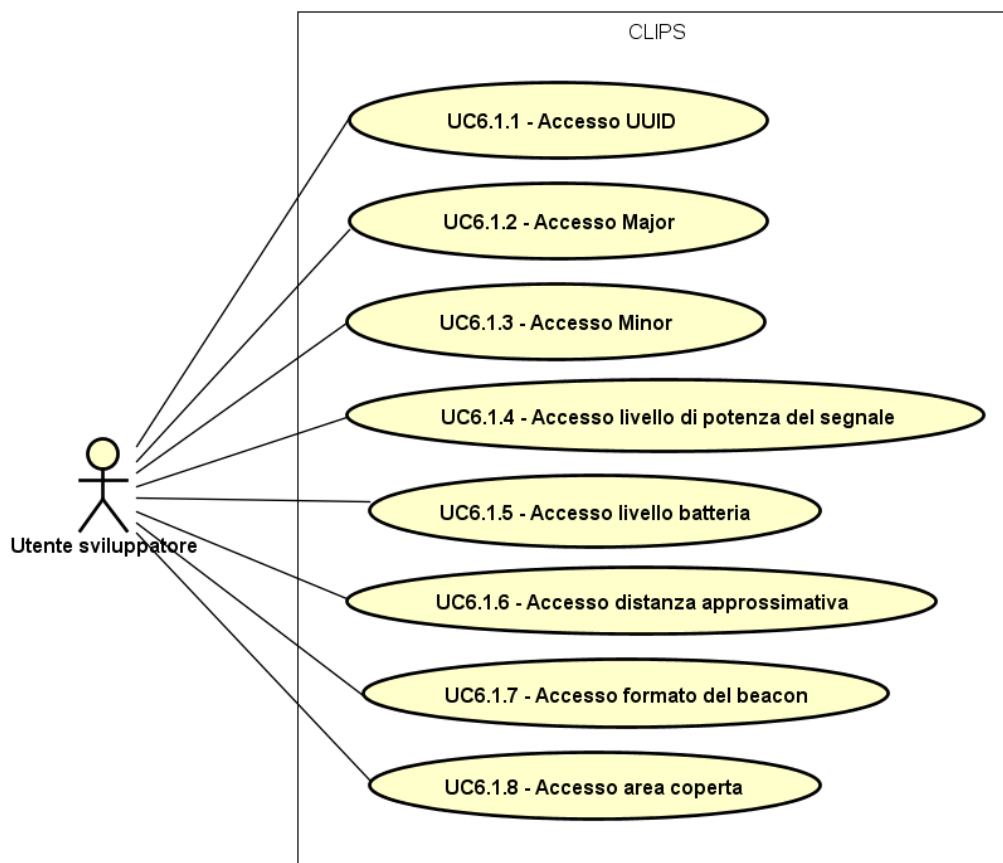 CLIPS
UC6.1.1 - Accesso UUID
UC6.1.2 - Accesso Major
UC6.1.3 - Accesso Minor
UC6.1.4 - Accesso livello di potenza del segnale
UC6.1.5 - Accesso livello batteria
Utente sviluppatore
UC6.1.6 - Accesso distanza approssimativa
UC6.1.7 - Accesso formato del beacon
UC6.1.8 - Accesso area coperta